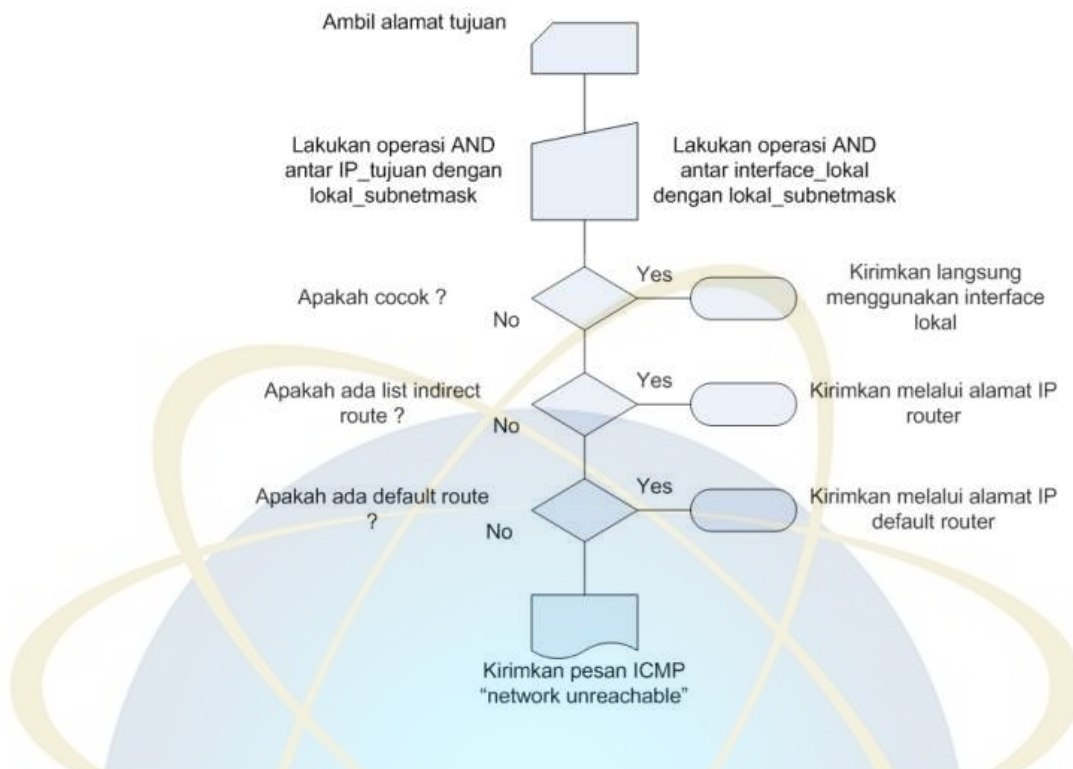 Ambil alamat tujuan
Lakukan operasi AND
antar IP_tujuan dengan
lokal_subnetmask
Lakukan operasi AND
antar interface_lokal
dengan lokal_subnetmask
Apakah cocok ?
Yes
No
Kirimkan langsung
menggunakan interface
lokal
Apakah ada list indirect
route ?
Yes
No
Kirimkan melalui alamat IP
router
Apakah ada default route
?
Yes
No
Kirimkan melalui alamat IP
default router
Kirimkan pesan ICMP
“network unreachable”